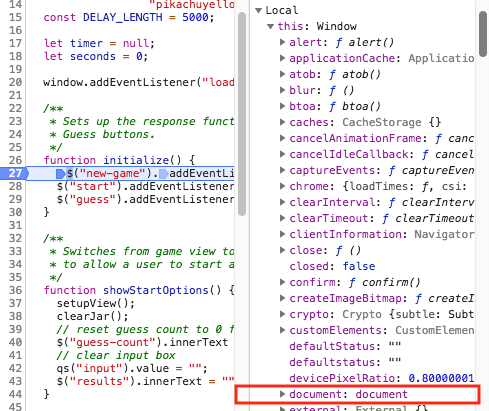 14 "pikachuyello
15 const DELAY_LENGTH = 5000;
16
17 let timer = null;
18 let seconds = 0;
19
20 window.addEventListener("load
21
22 /**
23 * Sets up the response funct
24 * Guess buttons.
25 */
26 function initialize() {
27 $("new-game").addEventLi
28 $("start").addEventListener
29 $("guess").addEventListener
30 }
31
32 /**
33 * Switches from game view to
34 * to allow a user to start a
35 */
36 function showStartOptions() {
37 setupView();
38 clearJar();
39 // reset guess count to 0 f
40 $("guess-count").innerText
41 // clear input box
42 qs("input").value = "";
43 $("results").innerText = ""
44 }
Local
this: Window
alert: ƒ alert()
applicationCache: Applicatio
atob: ƒ atob()
blur: ƒ ()
btoa: ƒ btoa()
caches: CacheStorage {}
cancelAnimationFrame: ƒ canc
cancelIdleCallback: ƒ cancel
captureEvents: ƒ captureEven
chrome: {loadTimes: ƒ, csi:
clearInterval: ƒ clearInterv
clearTimeout: ƒ clearTimeout
clientInformation: Navigator
close: ƒ ()
closed: false
confirm: ƒ confirm()
createImageBitmap: ƒ createI
crypto: Crypto {subtle: Subt
customElements: CustomElemen
defaultStatus: ""
defaultstatus: ""
devicePixelRatio: 0.80000001
document: document
external: External {}